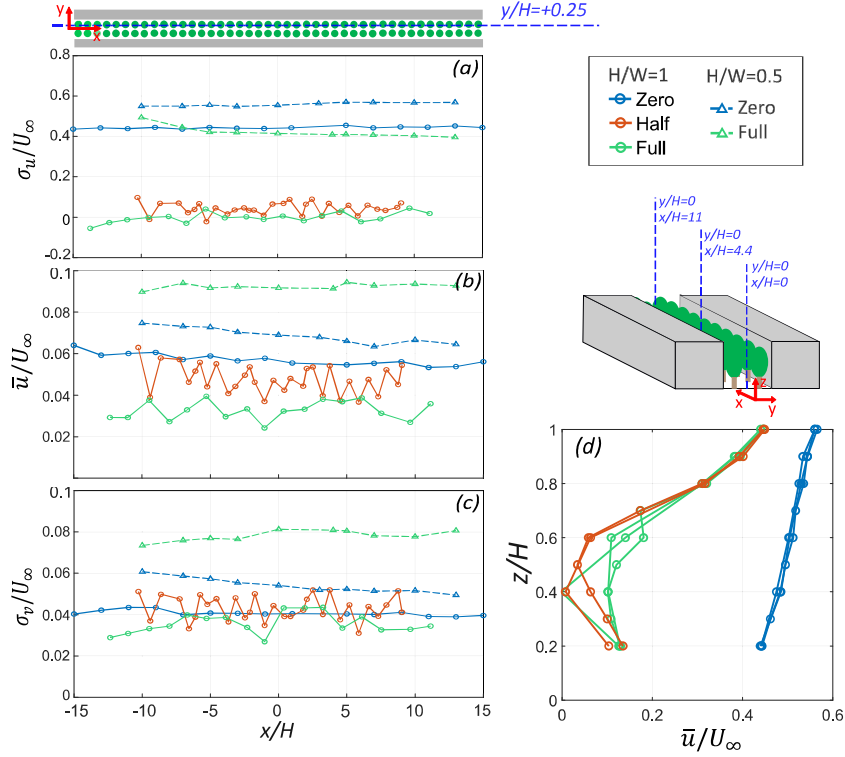 y
x
y/H=+0.25
0.8
0.6
0.4
0.2
0
-0.2
σu/U∞
(a)
0.1
0.08
0.06
0.04
0.02
0
u̅/U∞
(b)
0.1
0.08
0.06
0.04
0.02
0
σv/U∞
(c)
-15 -10 -5 0 5 10 15
x/H
H/W=1 H/W=0.5
Zero Zero
Half Full
Full
y/H=0
x/H=11
y/H=0
x/H=4.4
y/H=0
x/H=0
z
x y
(d)
1
0.8
0.6
0.4
0.2
0
z/H
0 0.2 0.4 0.6
u̅/U∞